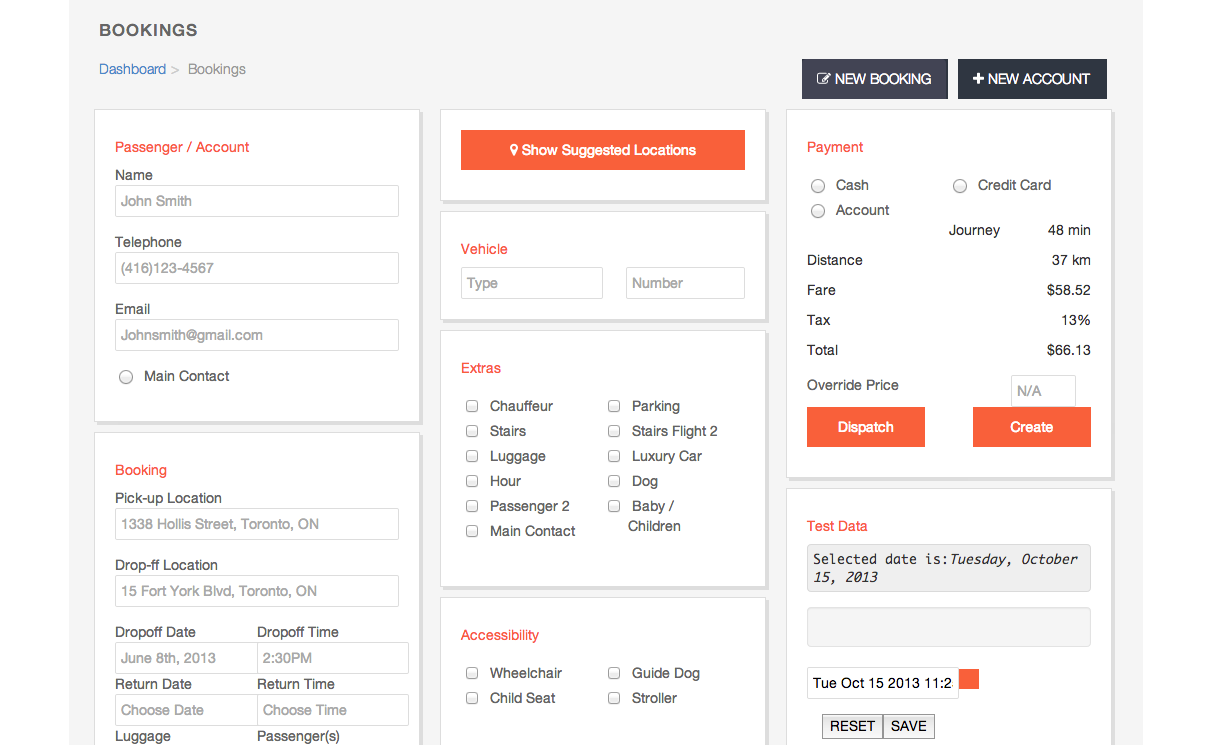 BOOKINGS
Dashboard > Bookings
NEW BOOKING
NEW ACCOUNT
Passenger / Account
Name
John Smith
Telephone
(416)123-4567
Email
Johnsmith@gmail.com
Main Contact
Booking
Pick-up Location
1338 Hollis Street, Toronto, ON
Drop-ff Location
15 Fort York Blvd, Toronto, ON
Dropoff Date Dropoff Time
June 8th, 2013 2:30PM
Return Date Return Time
Choose Date Choose Time
Luggage Passenger(s)
Show Suggested Locations
Vehicle
Type Number
Extras
Chauffeur Parking
Stairs Stairs Flight 2
Luggage Luxury Car
Hour Dog
Passenger 2 Baby /
Children
Main Contact
Accessibility
Wheelchair Guide Dog
Child Seat Stroller
Payment
Cash Credit Card
Account
Journey 48 min
Distance 37 km
Fare $58.52
Tax 13%
Total $66.13
Override Price N/A
Dispatch Create
Test Data
Selected date is:Tuesday, October
15, 2013
Tue Oct 15 2013 11:2
RESET SAVE